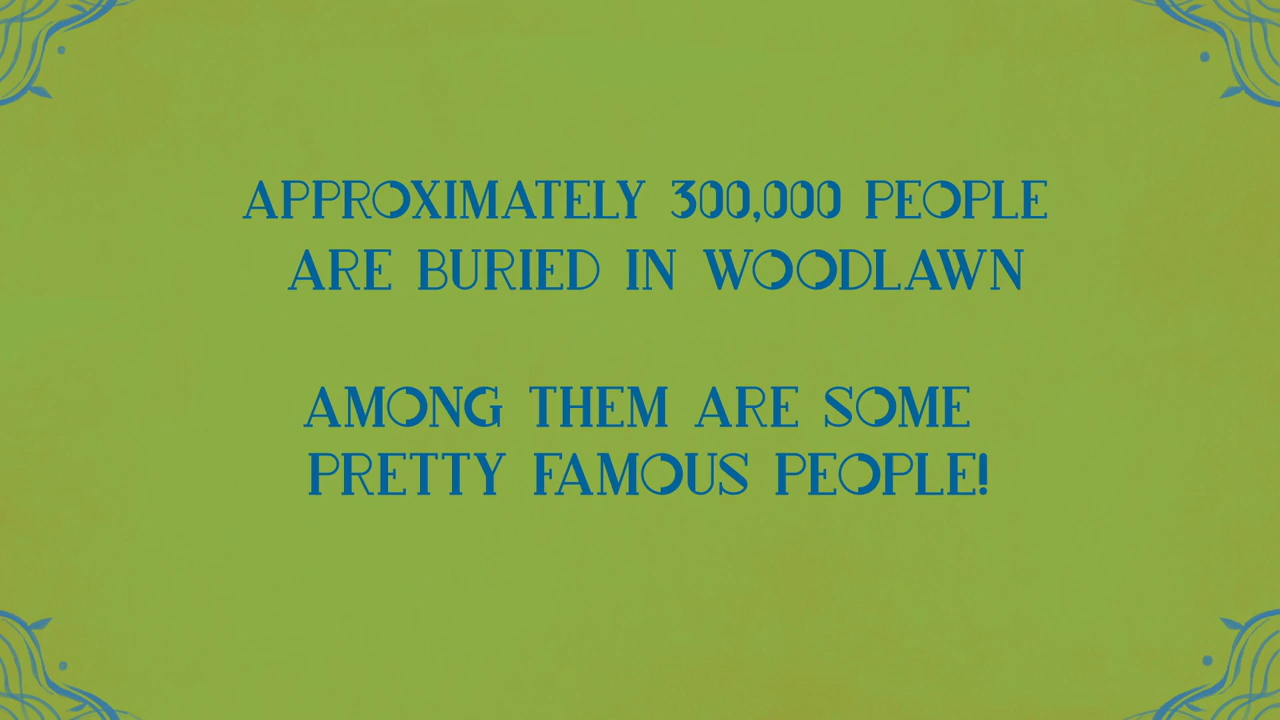 APPROXIMATELY 300,000 PEOPLE
ARE BURIED IN WOODLAWN
AMONG THEM ARE SOME
PRETTY FAMOUS PEOPLE!